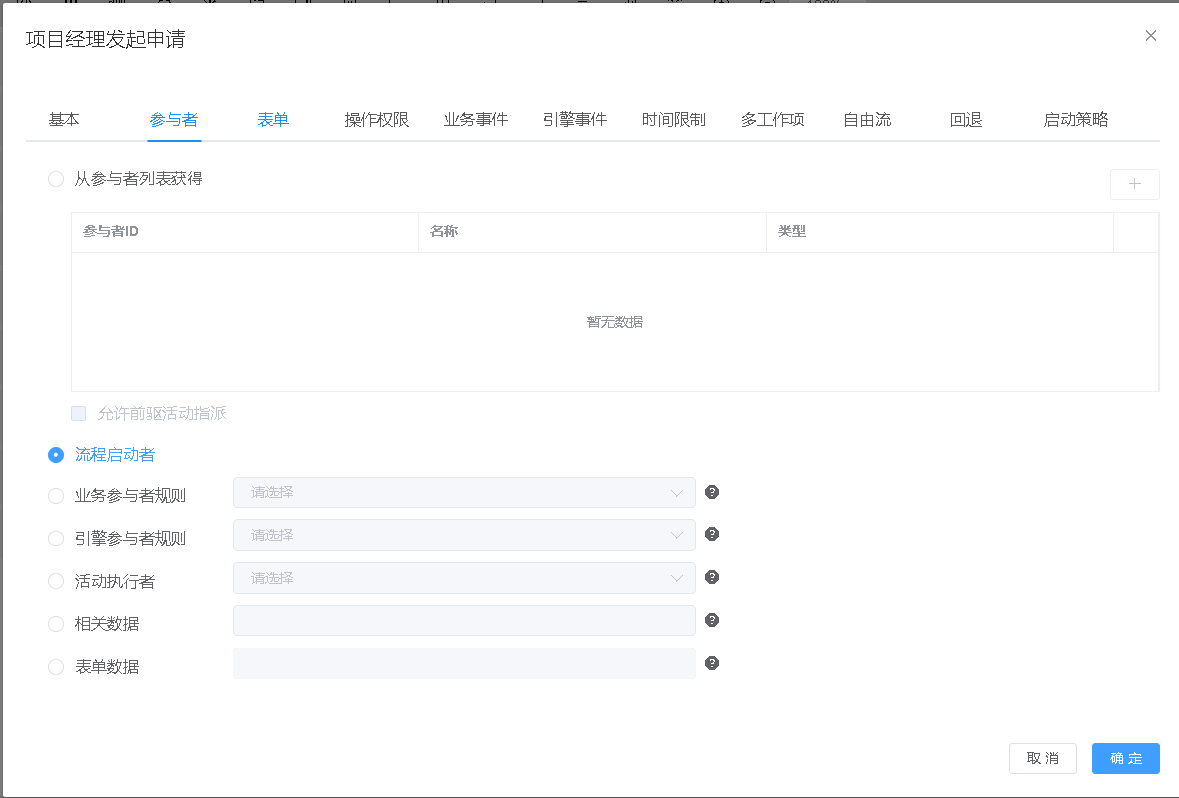 项目经理发起申请
基本 参与者 表单 操作权限 业务事件 引擎事件 时间限制 多工作项 自由流 回退 启动策略
从参与者列表获得
参与者ID 名称 类型
暂无数据
允许前驱活动指派
流程启动者
业务参与者规则 请选择
引擎参与者规则 请选择
活动执行者 请选择
相关数据
表单数据
取消 确定